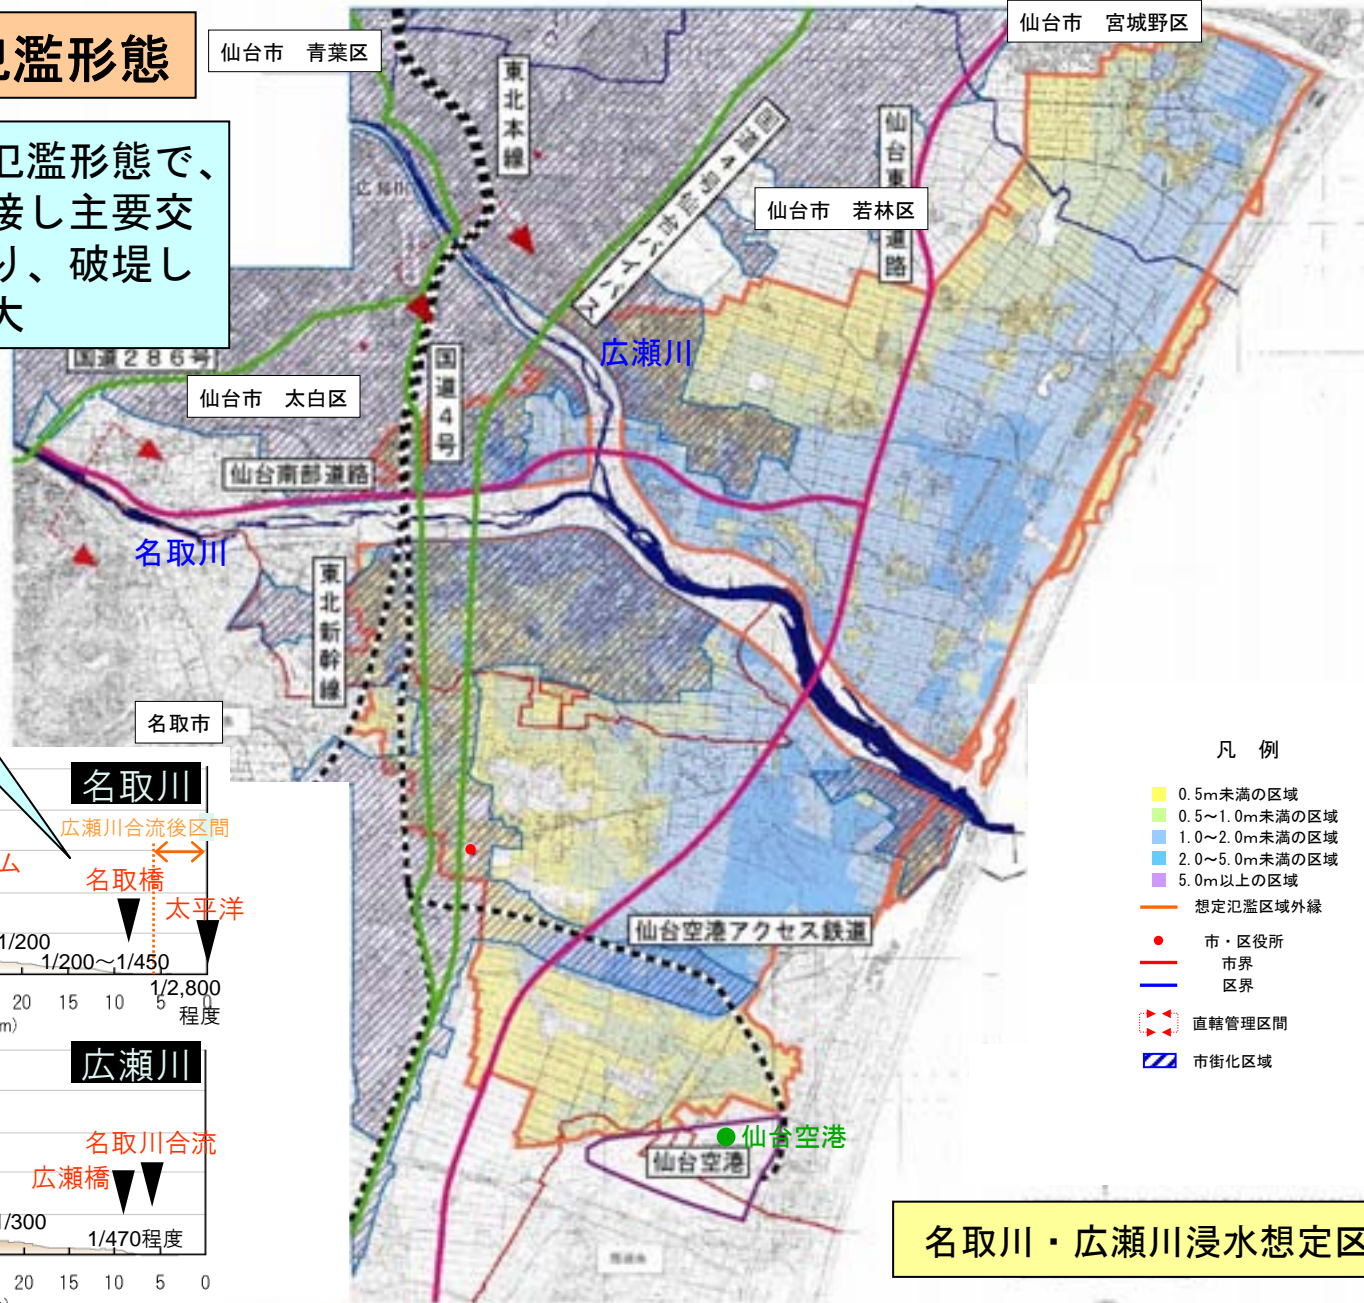 氾濫形態
仙台市　青葉区
仙台市　宮城野区
氾濫形態で、
接し主要交
り、破堤し
大
東北本線
国道4号仙台バイパス
仙台東
道路
仙台市　若林区
広瀬川
国道286号
国道4号
仙台市　太白区
仙台南部道路
名取川
東北新幹線
名取市
名取川
広瀬川合流後区間
ム
名取橋
太平洋
1/200
1/200～1/450
1/2,800
程度
20 15 10 5 0
m)
広瀬川
名取川合流
広瀬橋
1/300
1/470程度
20 15 10 5 0
仙台空港アクセス鉄道
仙台空港
仙台空港
凡　例
0.5m未満の区域
0.5～1.0m未満の区域
1.0～2.0m未満の区域
2.0～5.0m未満の区域
5.0m以上の区域
想定氾濫区域外縁
市・区役所
市界
区界
直轄管理区間
市街化区域
名取川・広瀬川浸水想定区